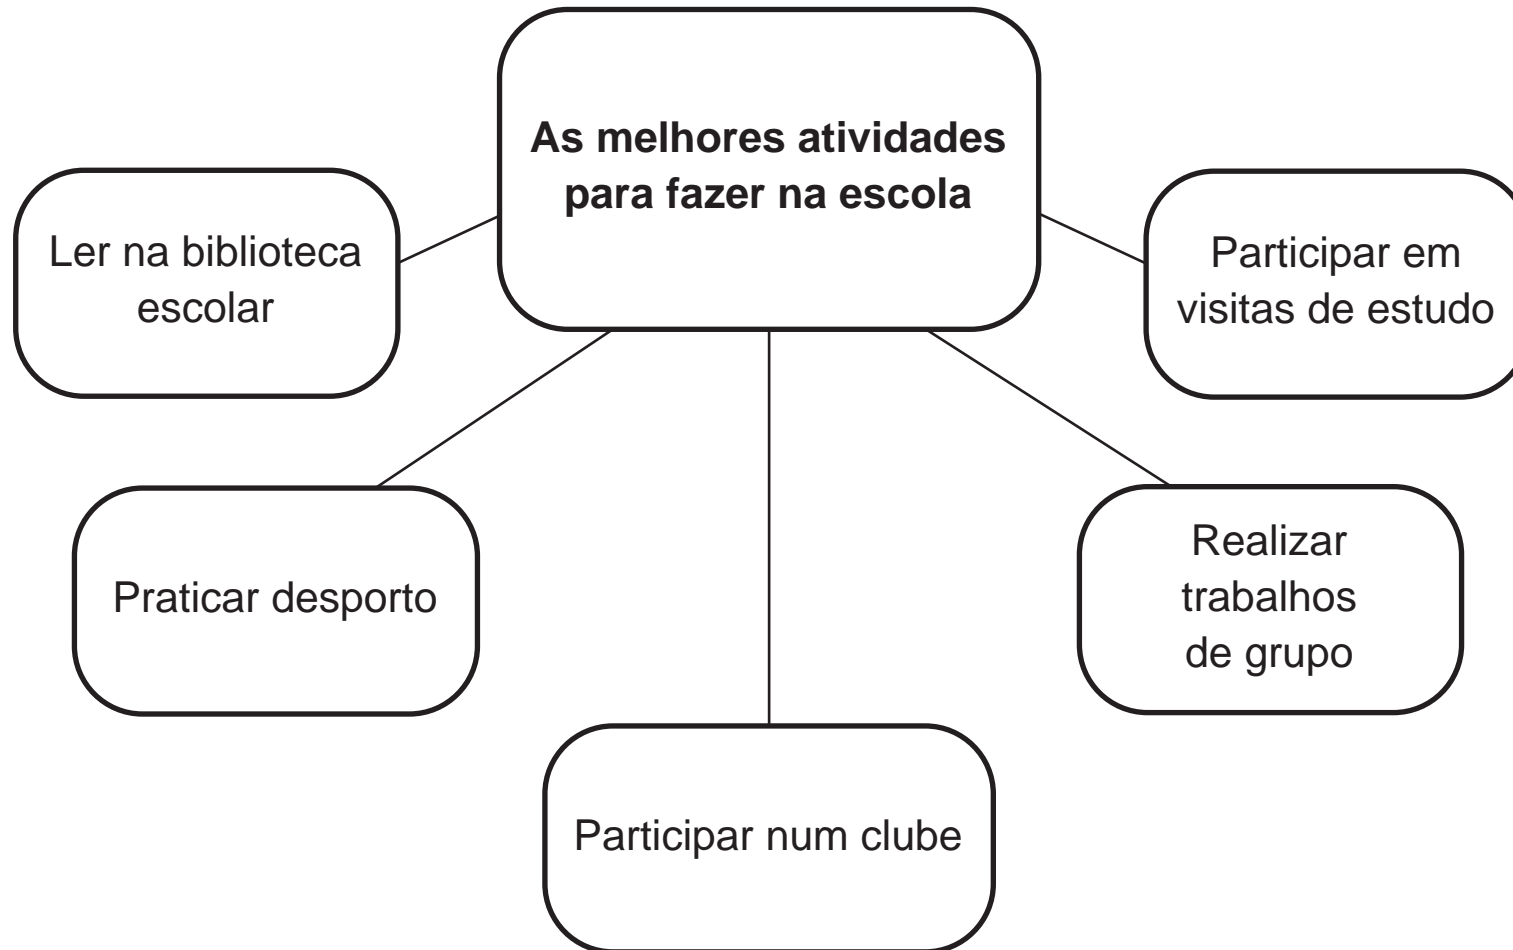 As melhores atividades
para fazer na escola
Ler na biblioteca
escolar
Participar em
visitas de estudo
Praticar desporto
Realizar
trabalhos
de grupo
Participar num clube